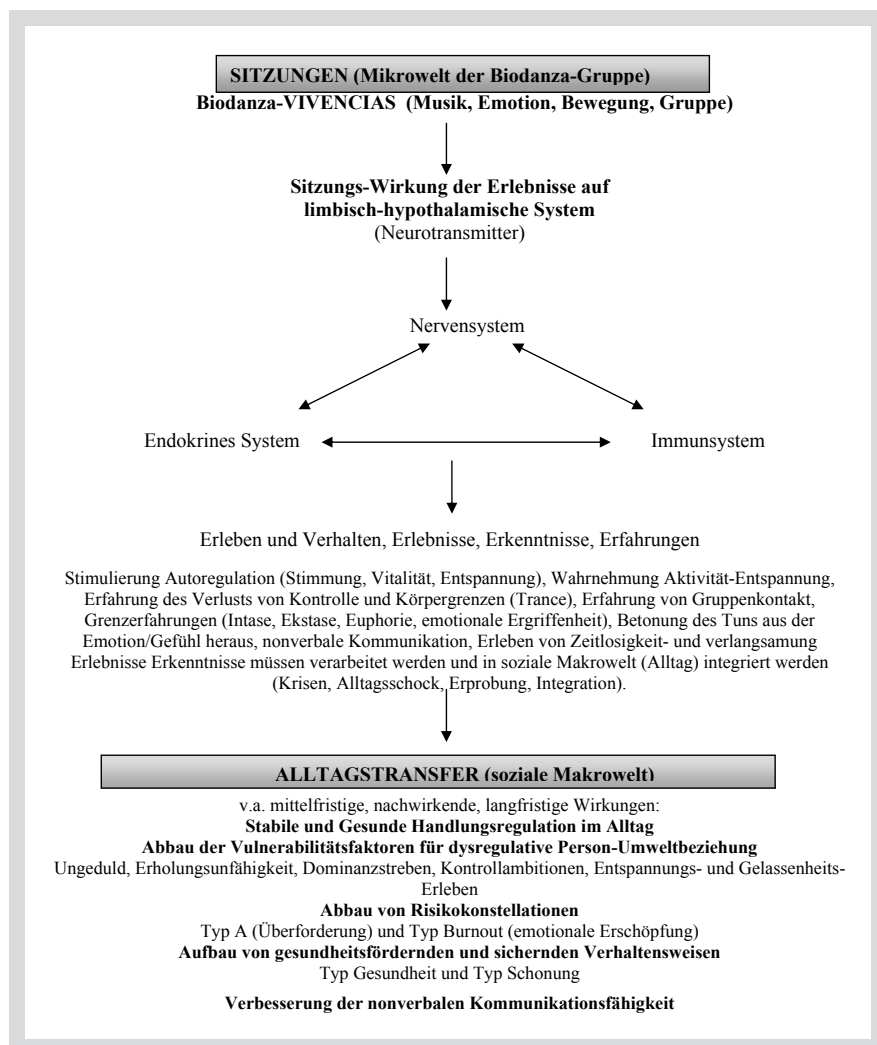 SITZUNGEN (Mikrowelt der Biodanza-Gruppe)
Biodanza-VIVENCIAS (Musik, Emotion, Bewegung, Gruppe)
Sitzungs-Wirkung der Erlebnisse auf
limbisch-hypothalamische System
(Neurotransmitter)
Nervensystem
Endokrines System
Immunsystem
Erleben und Verhalten, Erlebnisse, Erkenntnisse, Erfahrungen
Stimulierung Autoregulation (Stimmung, Vitalität, Entspannung), Wahrnehmung Aktivität-Entspannung,
Erfahrung des Verlusts von Kontrolle und Körpergrenzen (Trance), Erfahrung von Gruppenkontakt,
Grenzerfahrungen (Intase, Ekstase, Euphorie, emotionale Ergriffenheit), Betonung des Tuns aus der
Emotion/Gefühl heraus, nonverbale Kommunikation, Erleben von Zeitlosigkeit- und verlangsamung
Erlebnisse Erkenntnisse müssen verarbeitet werden und in soziale Makrowelt (Alltag) integriert werden
(Krisen, Alltagsschock, Erprobung, Integration).
ALLTAGSTRANSFER (soziale Makrowelt)
v.a. mittelfristige, nachwirkende, langfristige Wirkungen:
Stabile und Gesunde Handlungsregulation im Alltag
Abbau der Vulnerabilitätsfaktoren für dysregulative Person-Umweltbeziehung
Ungeduld, Erholungsunfähigkeit, Dominanzstreben, Kontrollambitionen, Entspannungs- und Gelassenheits-
Erleben
Abbau von Risikokonstellationen
Typ A (Überforderung) und Typ Burnout (emotionale Erschöpfung)
Aufbau von gesundheitsfördernden und sichernden Verhaltensweisen
Typ Gesundheit und Typ Schonung
Verbesserung der nonverbalen Kommunikationsfähigkeit